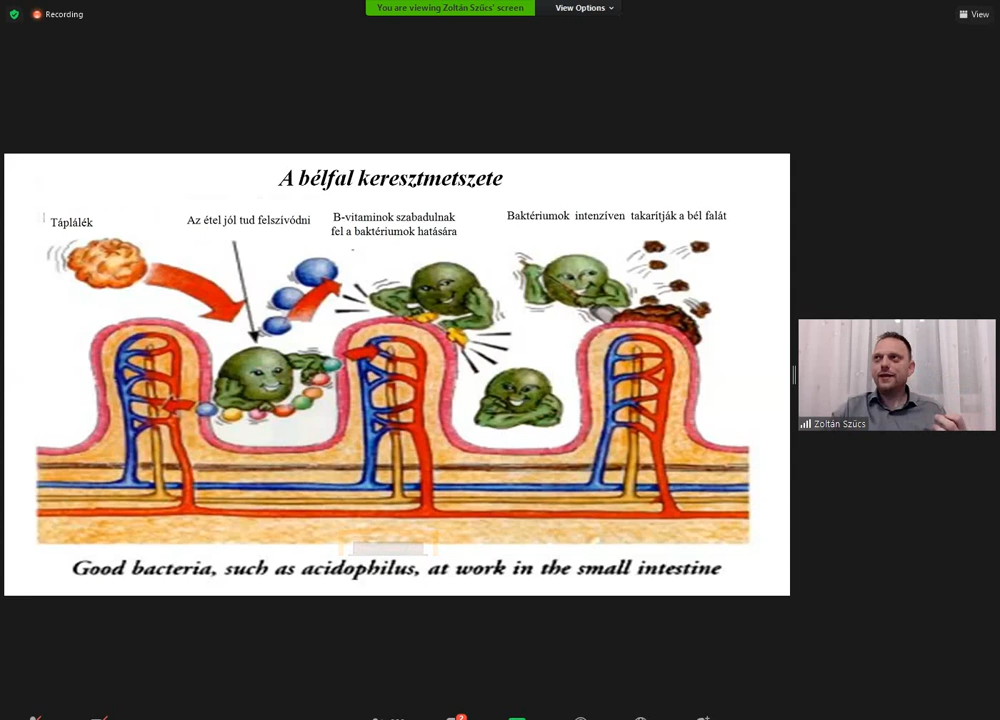 Recording
You are viewing Zoltán Szűcs' screen
View Options
View
A bélfal keresztmetszete
Táplálék
Az étel jól tud felszívódni
B-vitaminok szabadulnak
fel a baktériumok hatására
Baktériumok intenzíven takarítják a bél falát
Zoltán Szűcs
Good bacteria, such as acidophilus, at work in the small intestine
2